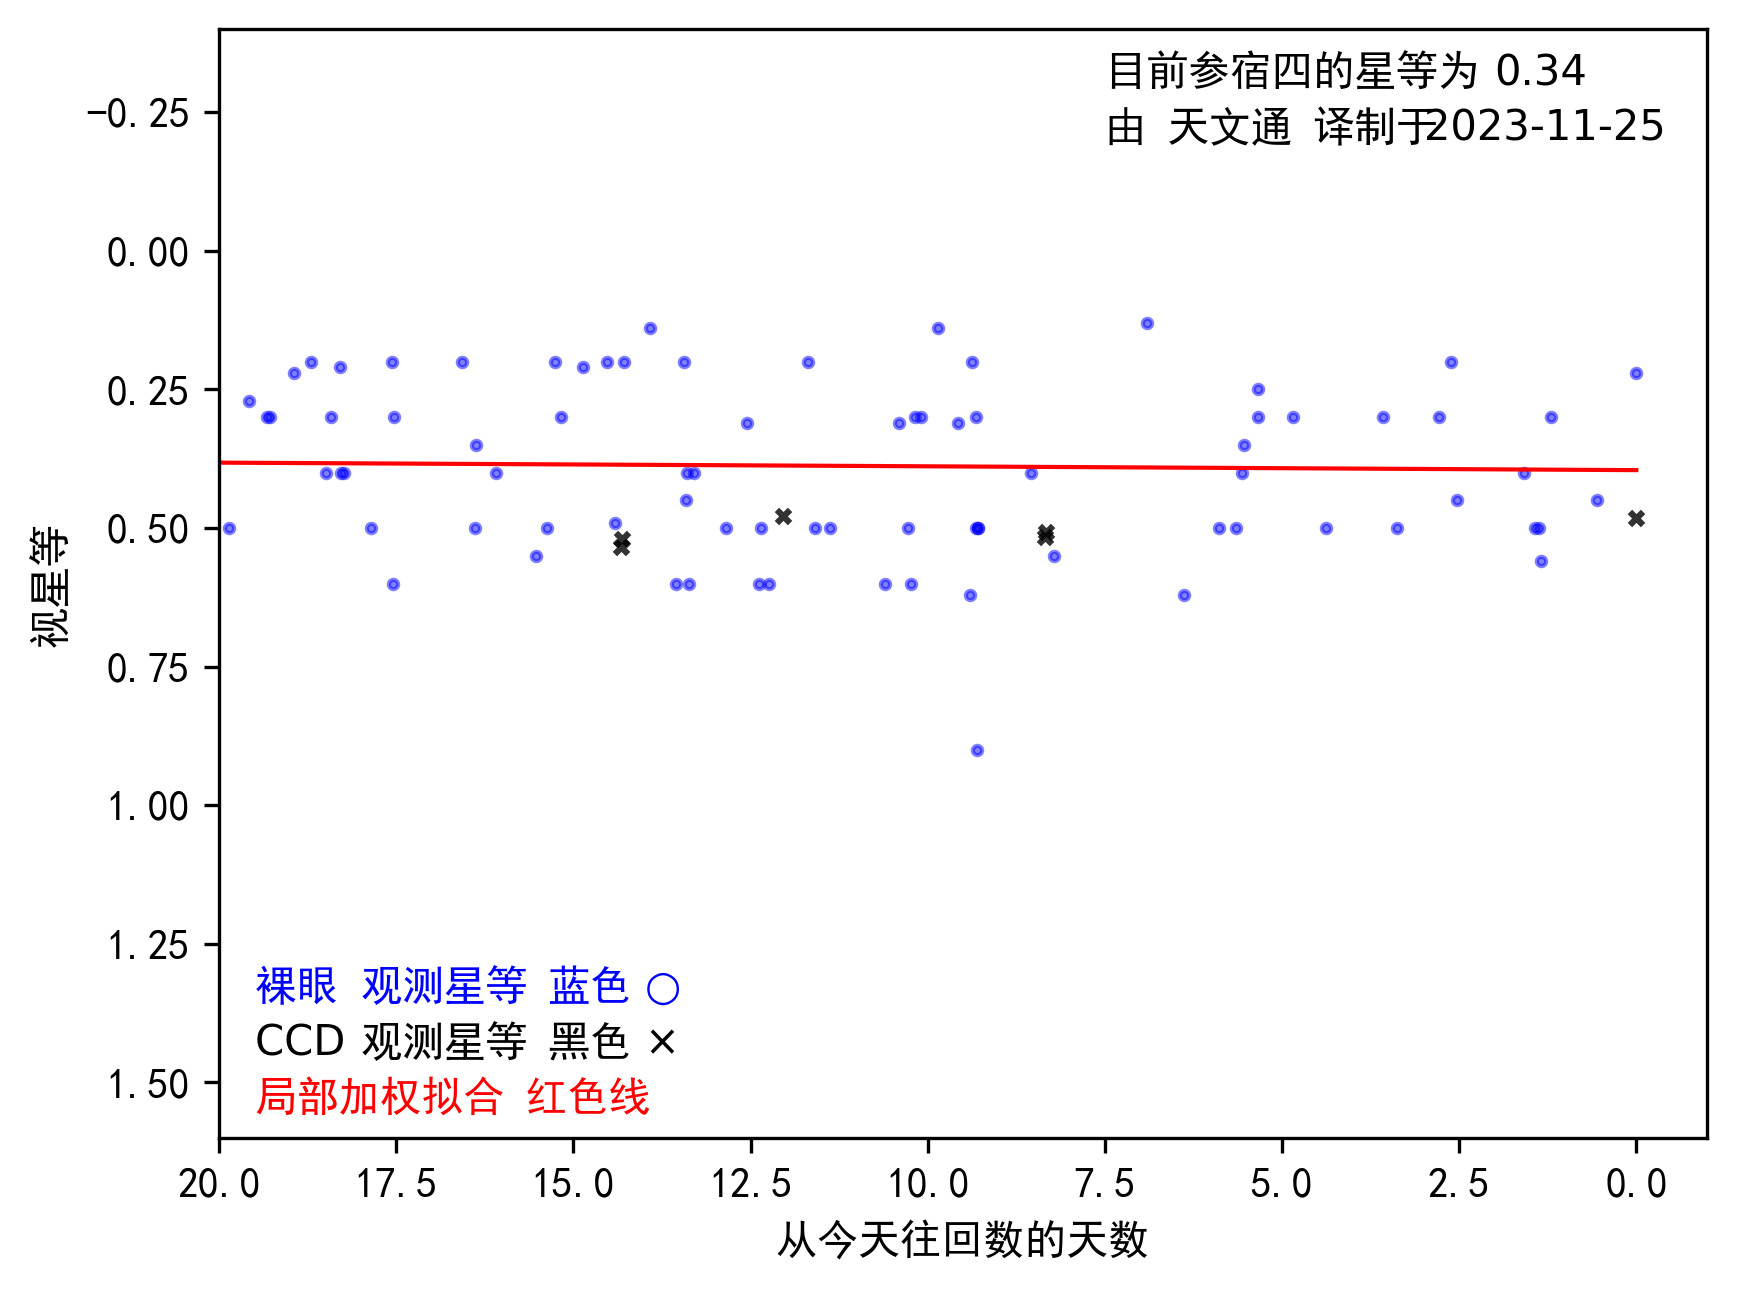 目前参宿四的星等为 0.34
由 天文通 译制于2023-11-25
-0.25
0.00
0.25
0.50
0.75
1.00
1.25
1.50
视星等
裸眼 观测星等 蓝色 ○
CCD 观测星等 黑色 ×
局部加权拟合 红色线
20.0 17.5 15.0 12.5 10.0 7.5 5.0 2.5 0.0
从今天往回数的天数